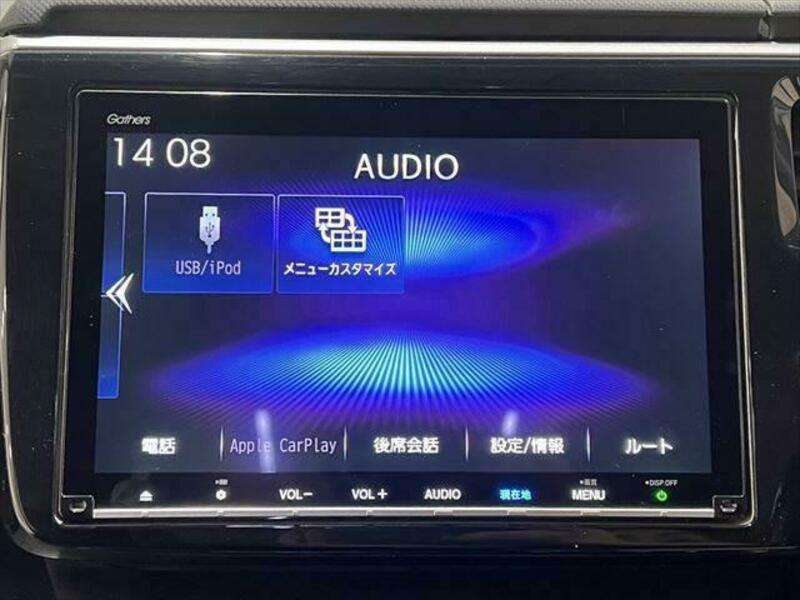 Gathers
14 08
AUDIO
USB/iPod
メニューカスタマイズ
電話
Apple CarPlay
後席会話
設定/情報
ルート
VOL−
VOL+
AUDIO
現在地
画質
MENU
DISP OFF